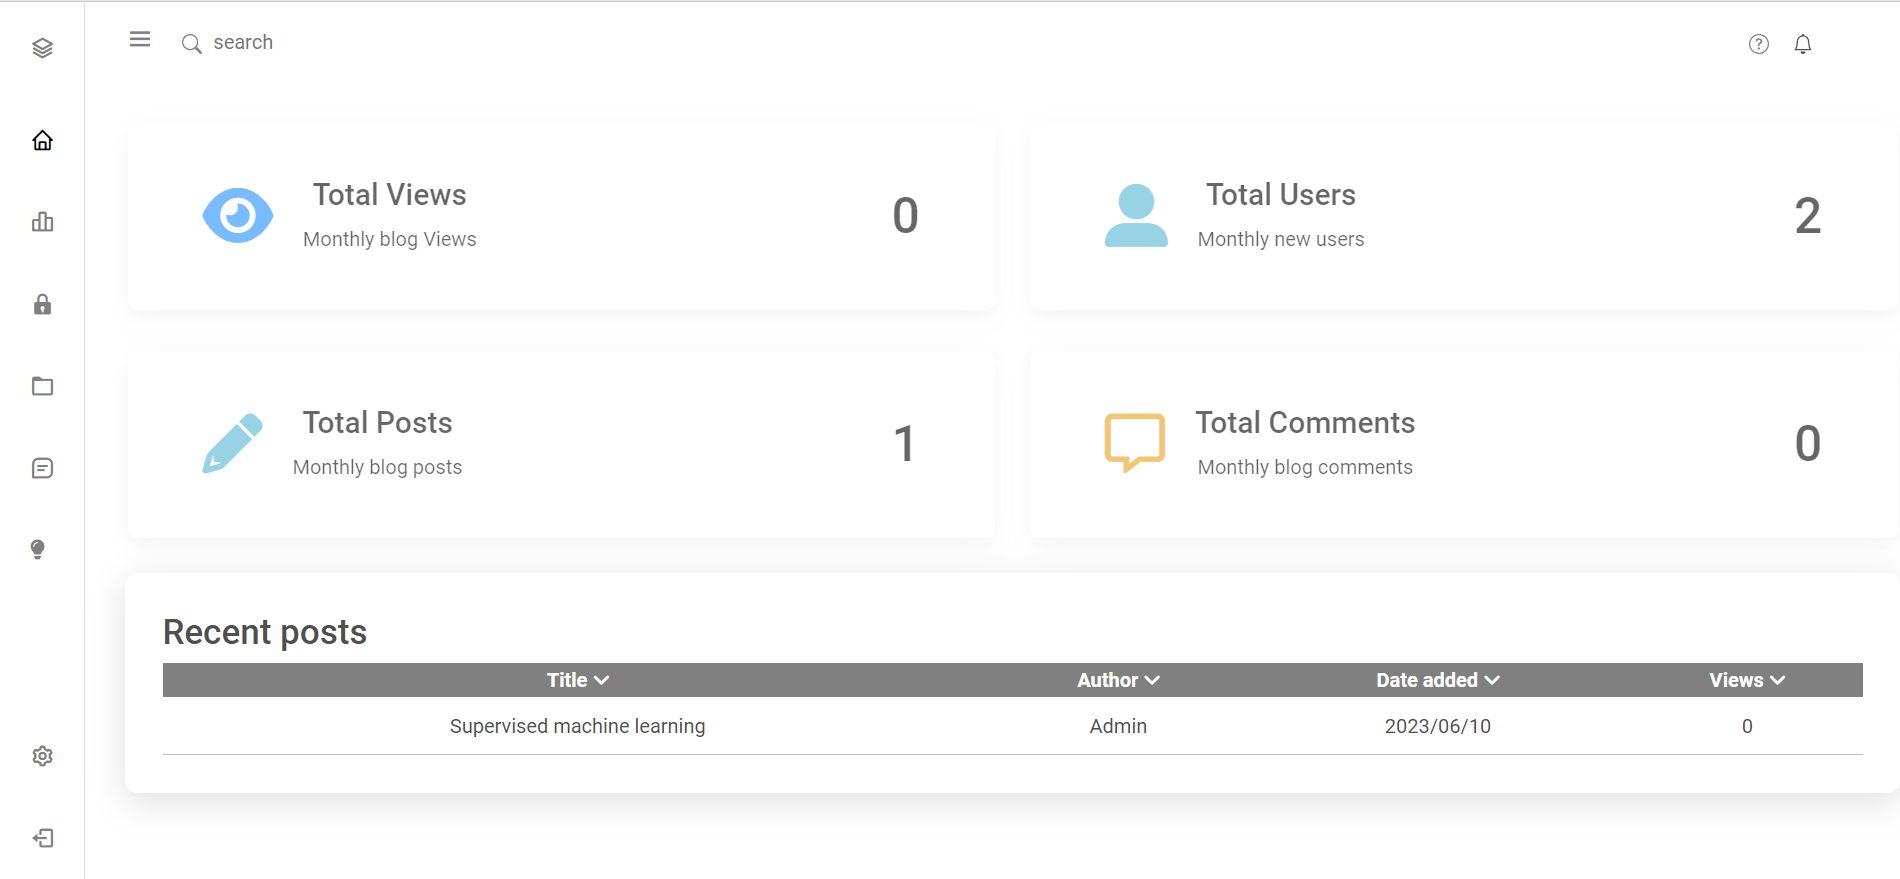 search
Total Views
Monthly blog Views
0
Total Users
Monthly new users
2
Total Posts
Monthly blog posts
1
Total Comments
Monthly blog comments
0
Recent posts
Title Author Date added Views
Supervised machine learning Admin 2023/06/10 0